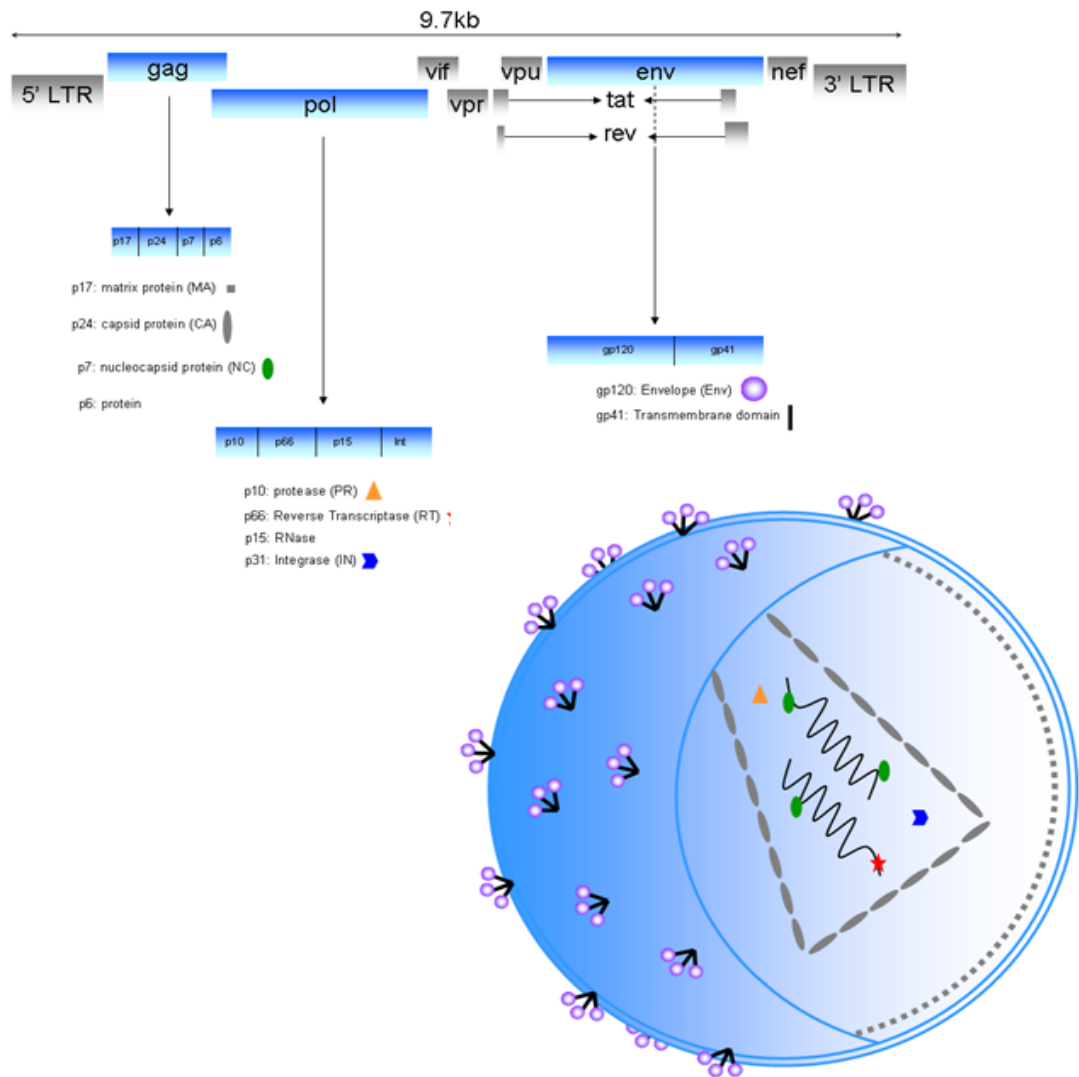 9.7kb
5' LTR
gag
pol
vif
vpr
vpu
env
nef
3' LTR
tat
rev
p17 p24 p7 p6
p17: matrix protein (MA)
p24: capsid protein (CA)
p7: nucleocapsid protein (NC)
p6: protein
gp120 gp41
gp120: Envelope (Env)
gp41: Transmembrane domain
p10 p66 p15 Int
p10: protease (PR)
p66: Reverse Transcriptase (RT)
p15: RNase
p31: Integrase (IN)